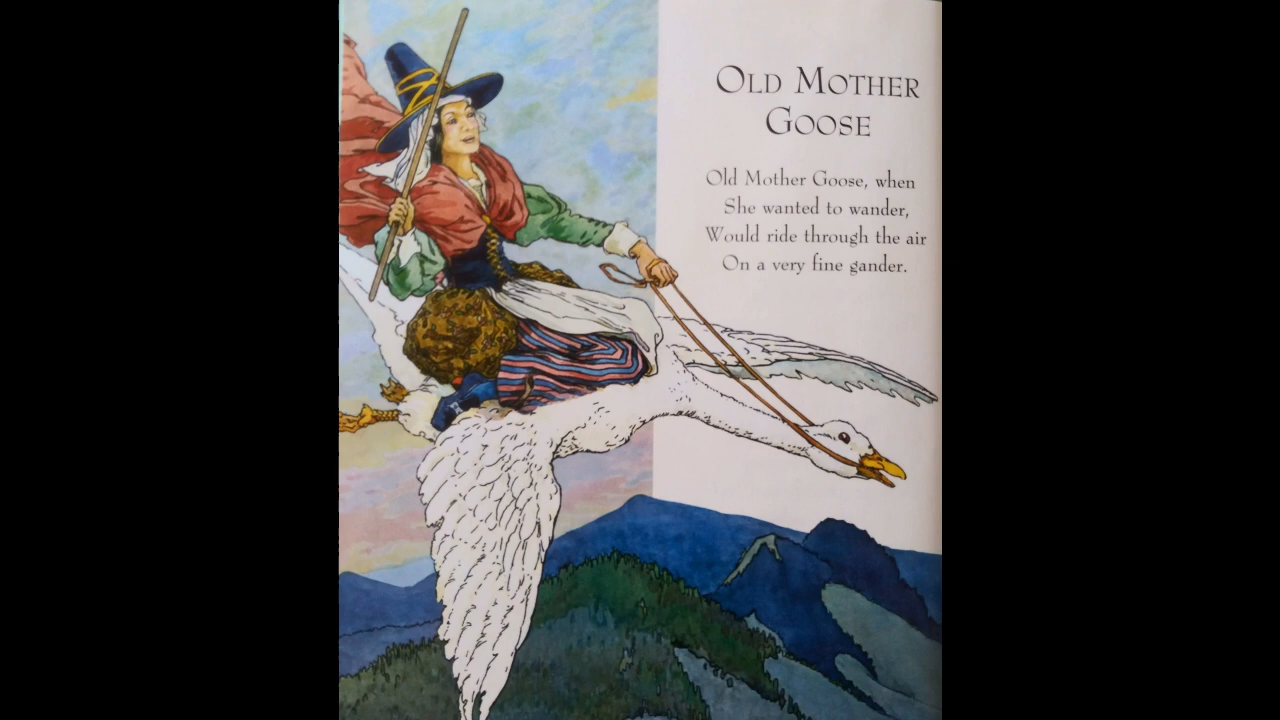 OLD MOTHER
GOOSE
Old Mother Goose, when
She wanted to wander,
Would ride through the air
On a very fine gander.